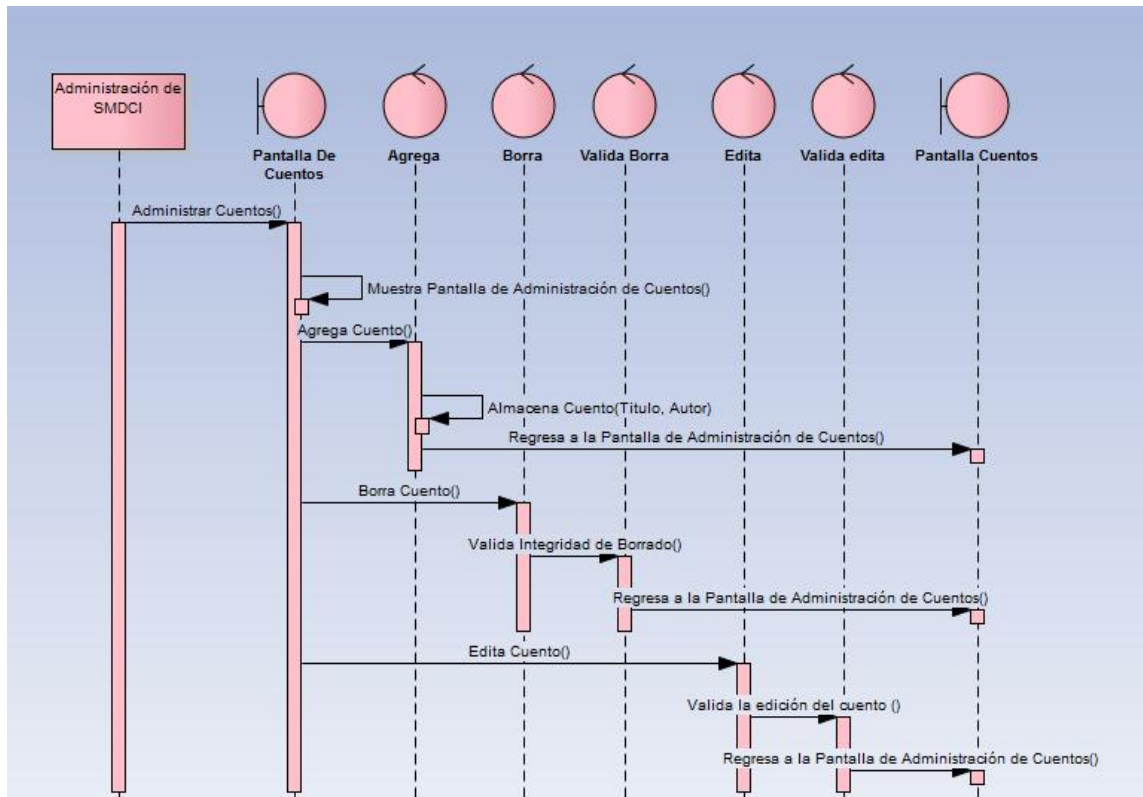 Administración de
SMDCI
Pantalla De
Cuentos
Agrega
Borra
Valida Borra
Edita
Valida edita
Pantalla Cuentos
Administrar Cuentos()
Muestra Pantalla de Administración de Cuentos()
Agrega Cuento()
Almacena Cuento(Titulo, Autor)
Regresa a la Pantalla de Administración de Cuentos()
Borra Cuento()
Valida Integridad de Borrado()
Regresa a la Pantalla de Administración de Cuentos()
Edita Cuento()
Valida la edición del cuento ()
Regresa a la Pantalla de Administración de Cuentos()